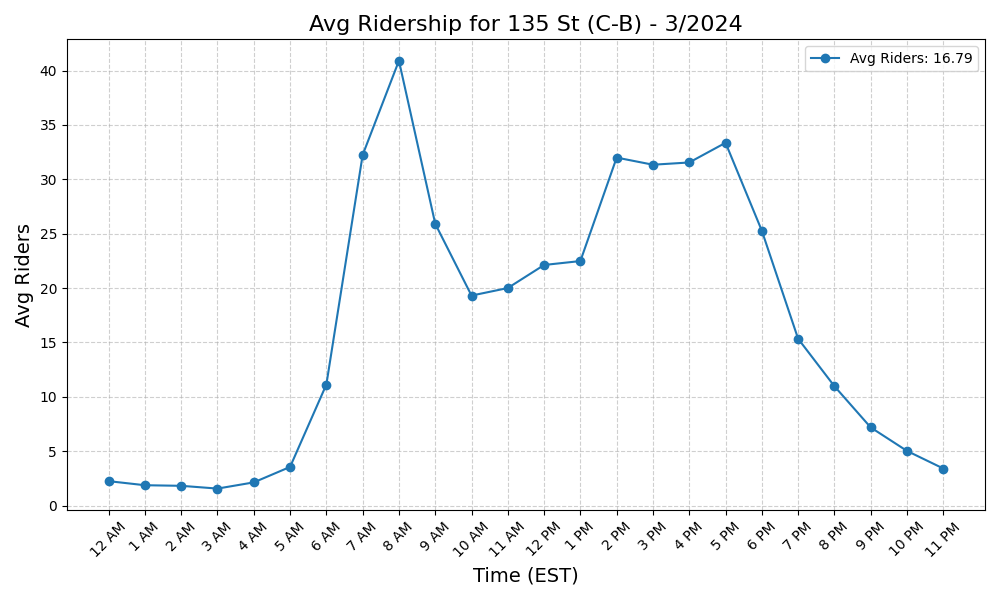 Avg Ridership for 135 St (C-B) - 3/2024
Avg Riders: 16.79
Avg Riders
40
35
30
25
20
15
10
5
0
12 AM
1 AM
2 AM
3 AM
4 AM
5 AM
6 AM
7 AM
8 AM
9 AM
10 AM
11 AM
12 PM
1 PM
2 PM
3 PM
4 PM
5 PM
6 PM
7 PM
8 PM
9 PM
10 PM
11 PM
Time (EST)